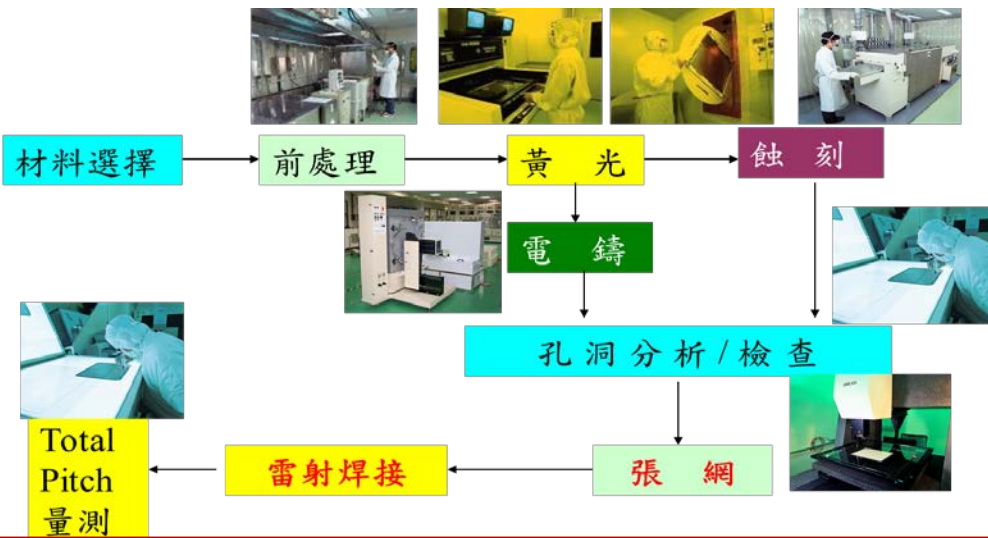 材料選擇
前處理
黃 光
蝕 刻
電 鑄
孔 洞 分 析 / 檢 查
張 網
雷射焊接
Total
Pitch
量測